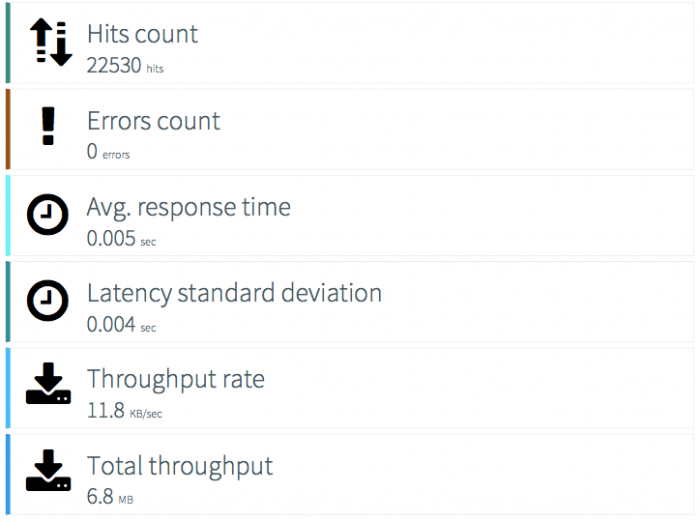 Hits count
22530 hits
Errors count
0 errors
Avg. response time
0.005 sec
Latency standard deviation
0.004 sec
Throughput rate
11.8 KB/sec
Total throughput
6.8 MB